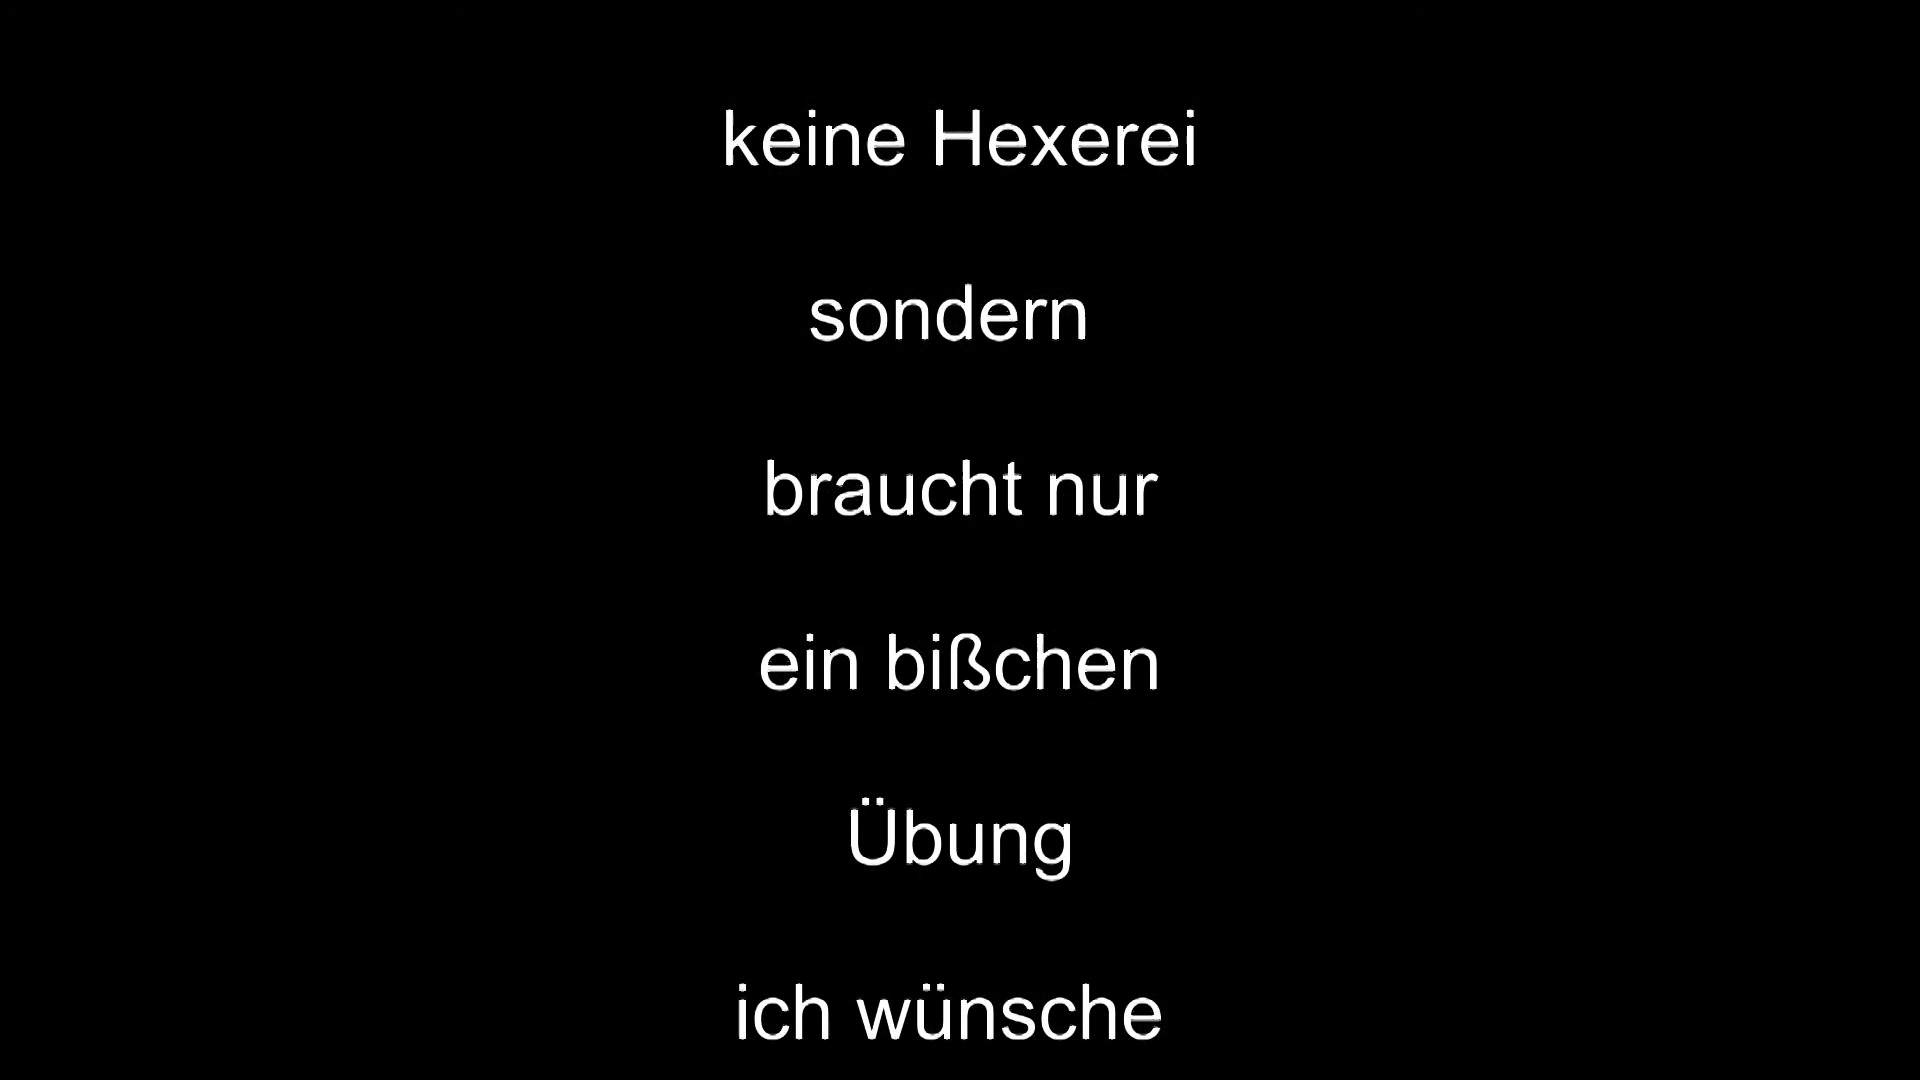 keine Hexerei
sondern
braucht nur
ein bißchen
Übung
ich wünsche